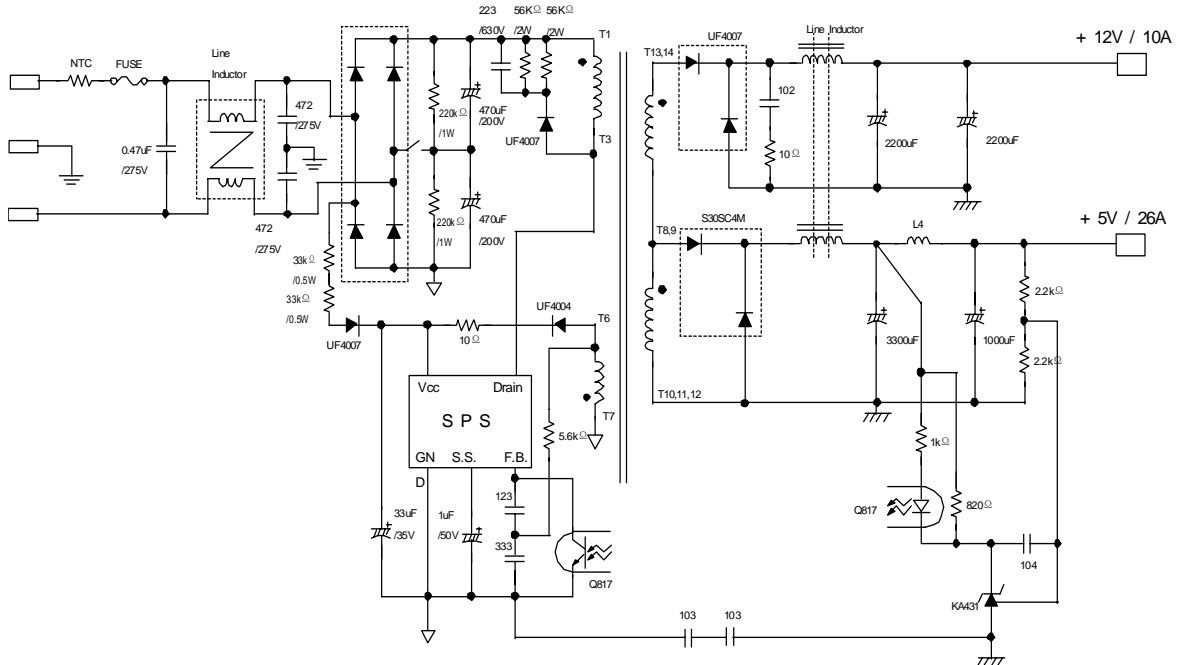 NTC
FUSE
Line
Inductor
0.47uF
/275V
472
/275V
472
/275V
33kΩ
/0.5W
33kΩ
/0.5W
UF4007
220kΩ
/1W
220kΩ
/1W
470uF
/200V
470uF
/200V
223
/630V
56KΩ
/2W
56KΩ
/2W
UF4007
T1
T3
10Ω
UF4004
T6
T7
Vcc
Drain
SPS
GN
D
S.S.
F.B.
5.6kΩ
33uF
/35V
1uF
/50V
123
333
Q817
103
103
T13,14
UF4007
102
10Ω
Line Inductor
2200uF
2200uF
+ 12V / 10A
T8,9
S30SC4M
T10,11,12
L4
3300uF
1000uF
2.2kΩ
2.2kΩ
+ 5V / 26A
1kΩ
Q817
820Ω
104
KA431